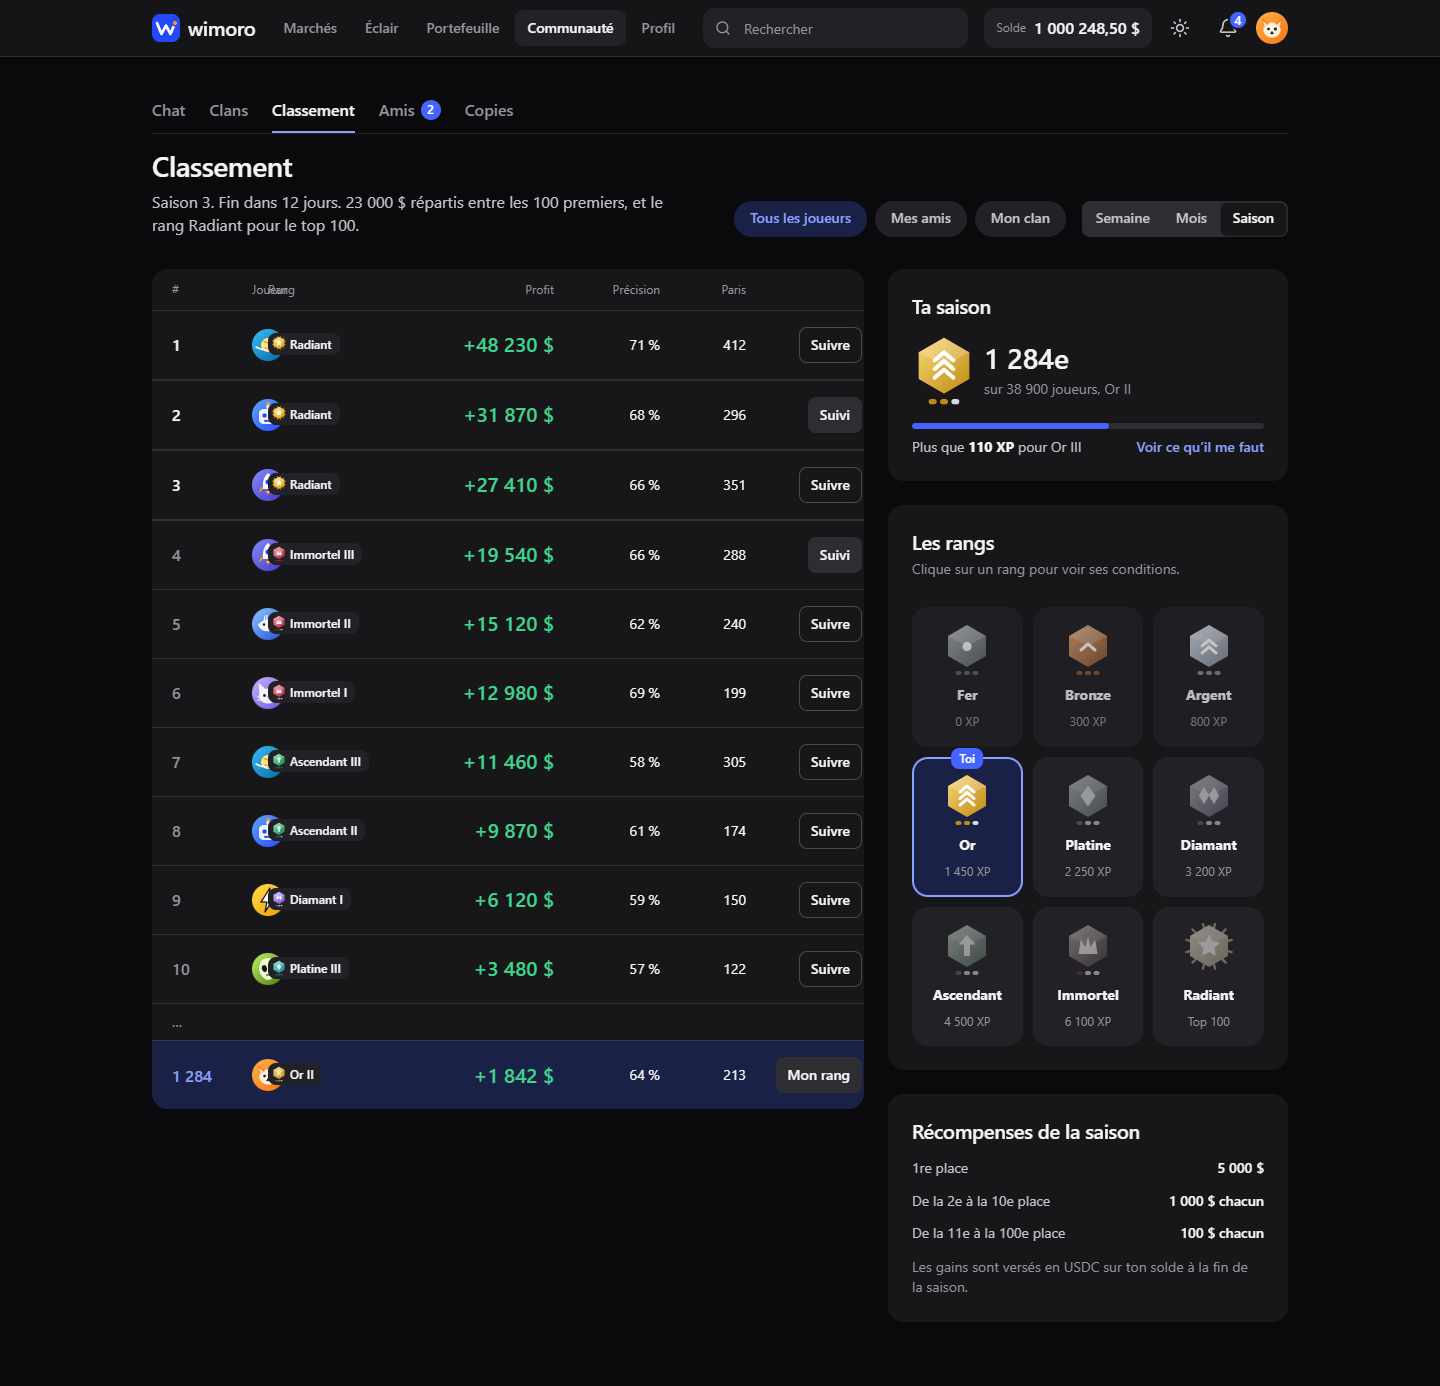 wimoro Marchés Éclair Portefeuille Communauté Profil Rechercher Solde 1 000 248,50 $ 4
Chat Clans Classement Amis 2 Copies
Classement
Saison 3. Fin dans 12 jours. 23 000 $ répartis entre les 100 premiers, et le
rang Radiant pour le top 100.
Tous les joueurs Mes amis Mon clan Semaine Mois Saison
# Joueur Rang Profit Précision Paris
1 Radiant +48 230 $ 71 % 412 Suivre
2 Radiant +31 870 $ 68 % 296 Suivi
3 Radiant +27 410 $ 66 % 351 Suivre
4 Immortel III +19 540 $ 66 % 288 Suivi
5 Immortel II +15 120 $ 62 % 240 Suivre
6 Immortel I +12 980 $ 69 % 199 Suivre
7 Ascendant III +11 460 $ 58 % 305 Suivre
8 Ascendant II +9 870 $ 61 % 174 Suivre
9 Diamant I +6 120 $ 59 % 150 Suivre
10 Platine III +3 480 $ 57 % 122 Suivre
...
1 284 Or II +1 842 $ 64 % 213 Mon rang
Ta saison
1 284e
sur 38 900 joueurs, Or II
Plus que 110 XP pour Or III Voir ce qu'il me faut
Les rangs
Clique sur un rang pour voir ses conditions.
Fer Bronze Argent
0 XP 300 XP 800 XP
Toi
Or Platine Diamant
1 450 XP 2 250 XP 3 200 XP
Ascendant Immortel Radiant
4 500 XP 6 100 XP Top 100
Récompenses de la saison
1re place 5 000 $
De la 2e à la 10e place 1 000 $ chacun
De la 11e à la 100e place 100 $ chacun
Les gains sont versés en USDC sur ton solde à la fin de
la saison.